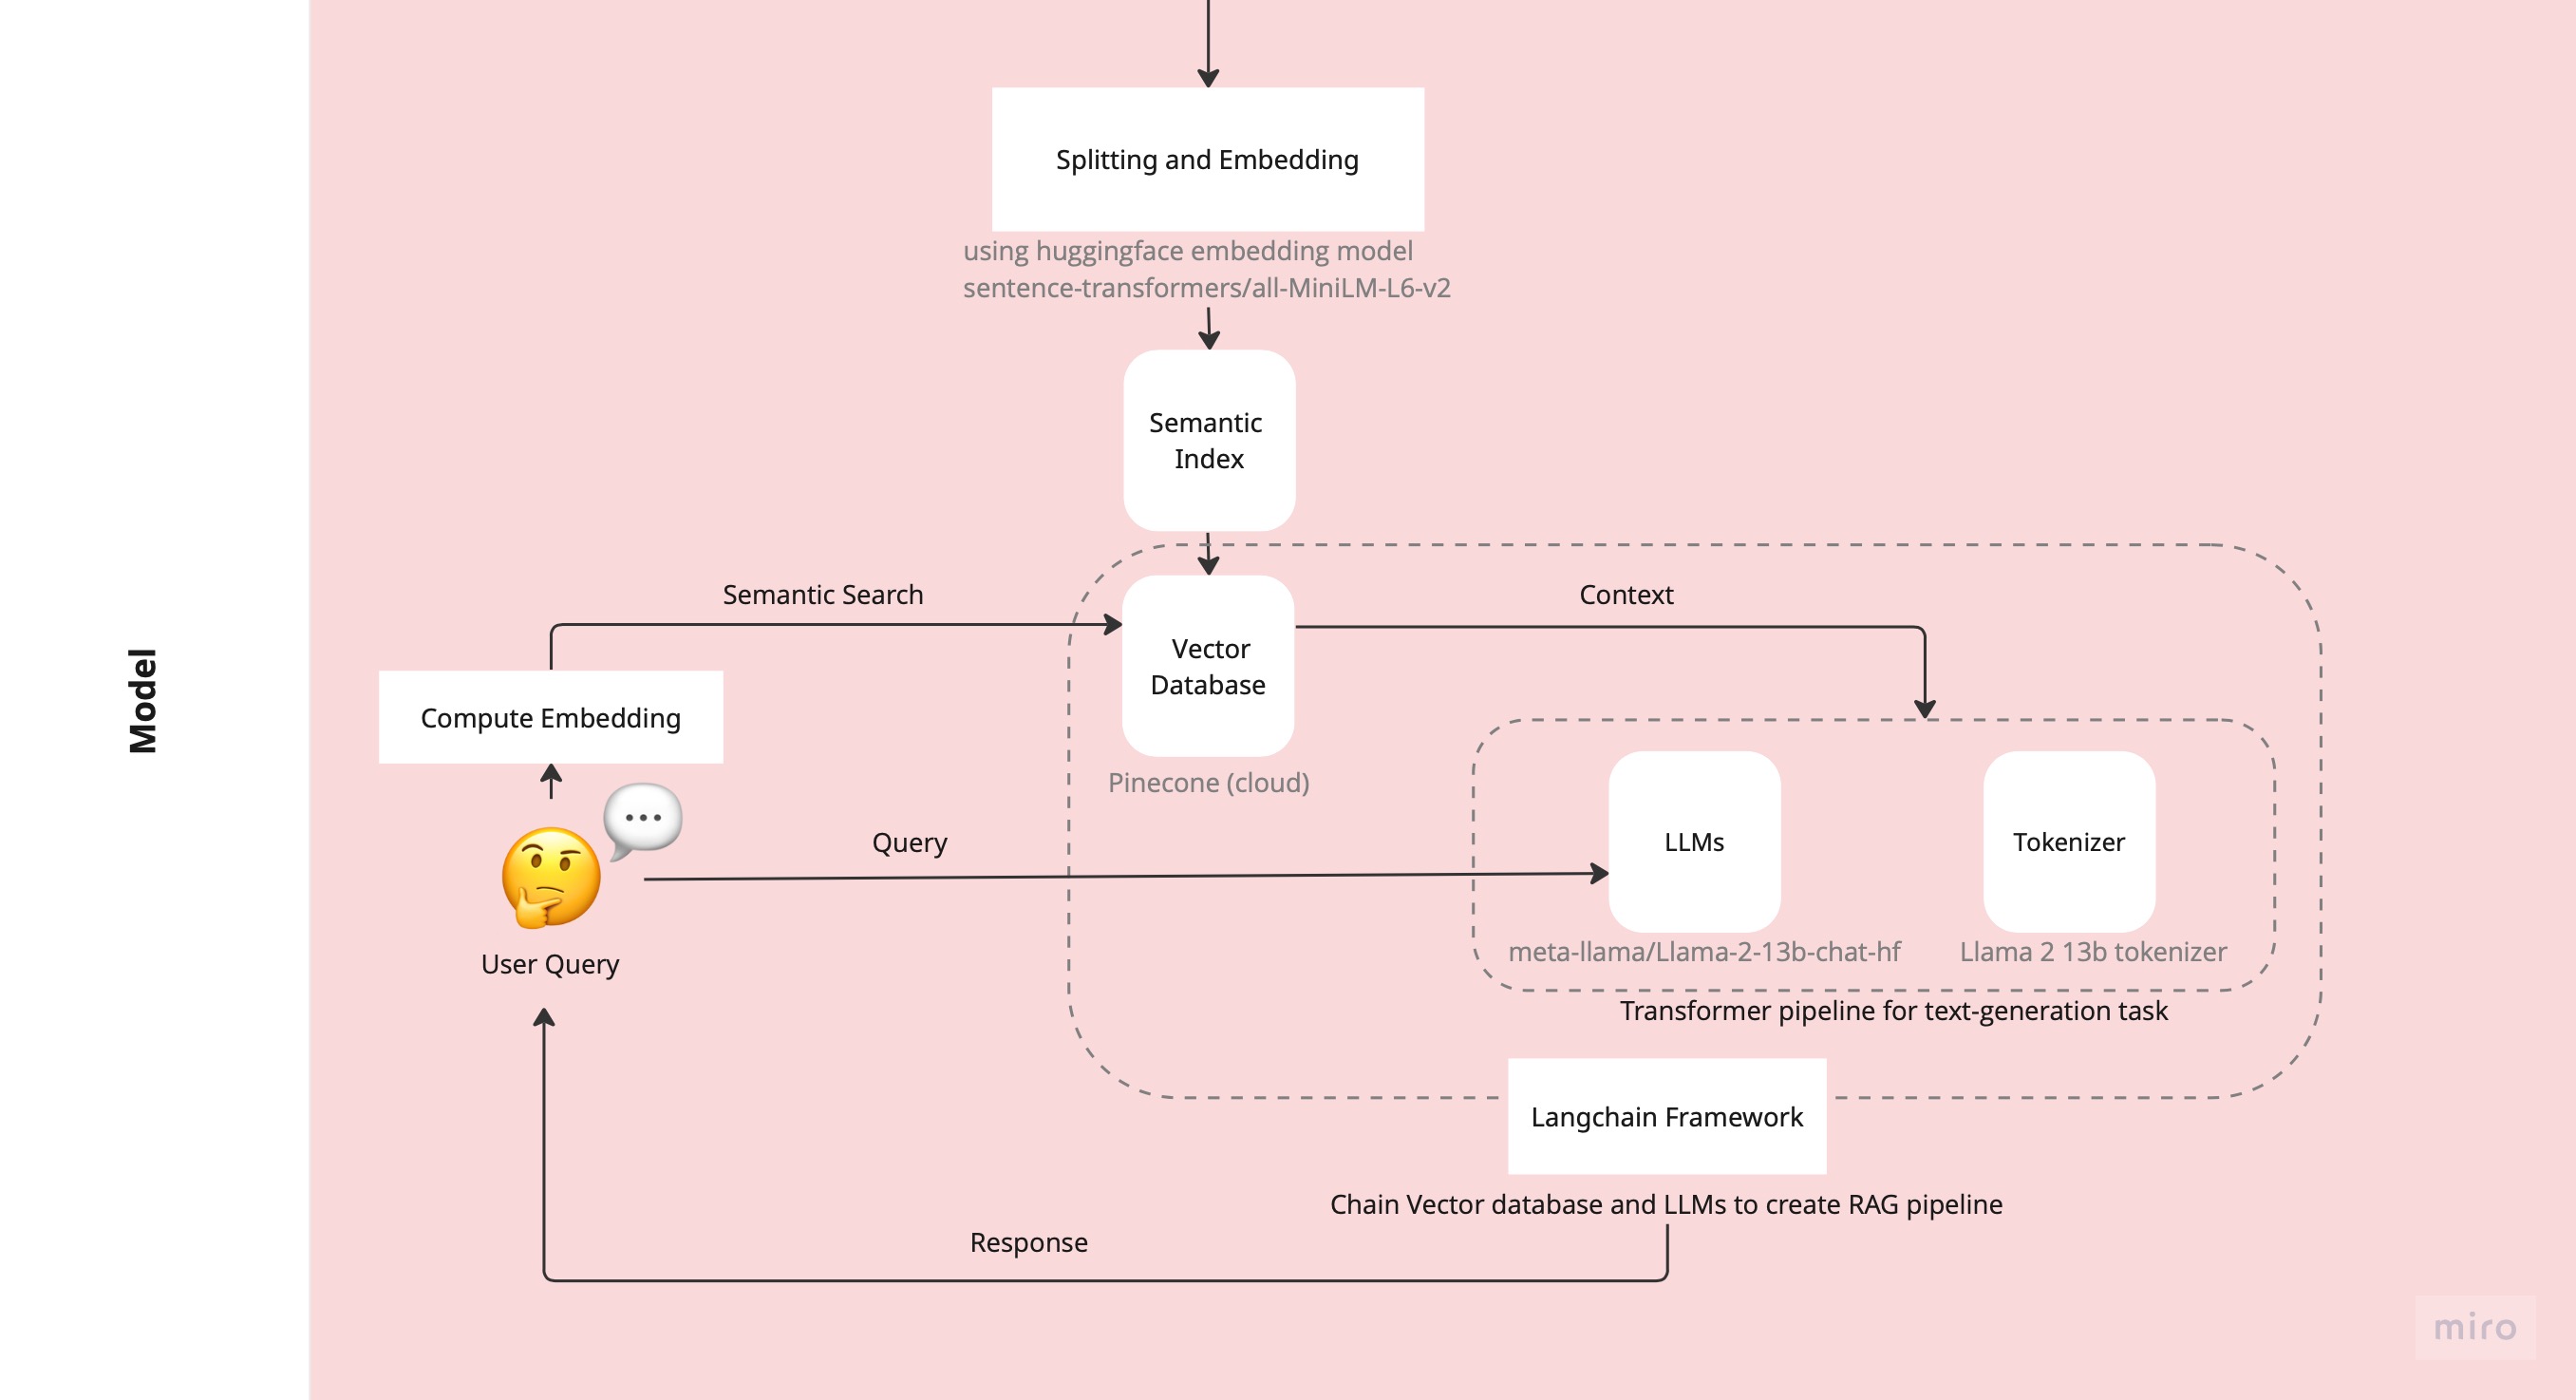 Splitting and Embedding
using huggingface embedding model
sentence-transformers/all-MiniLM-L6-v2
Semantic
Index
Semantic Search
Context
Vector
Database
Model
Compute Embedding
Pinecone (cloud)
Query
LLMs
Tokenizer
meta-llama/Llama-2-13b-chat-hf
Llama 2 13b tokenizer
User Query
Transformer pipeline for text-generation task
Langchain Framework
Chain Vector database and LLMs to create RAG pipeline
Response
miro